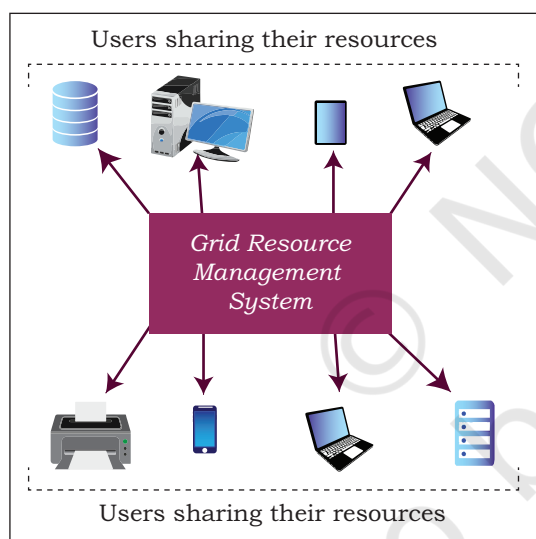 Users sharing their resources
Grid Resource
Management
System
Users sharing their resources